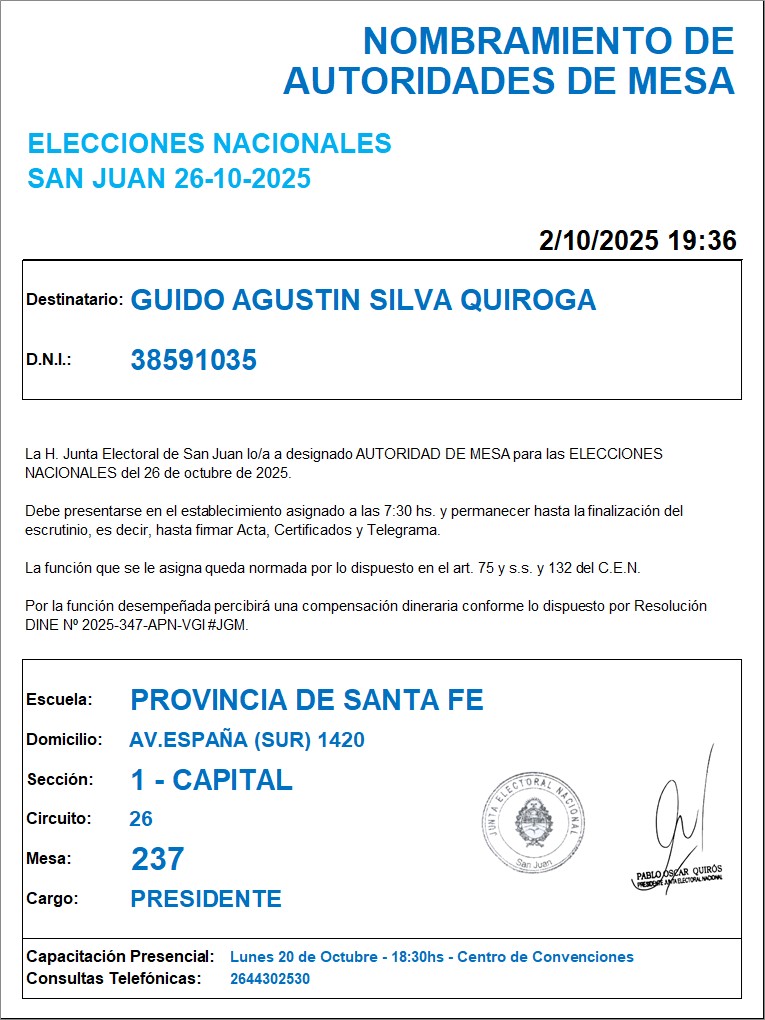 NOMBRAMIENTO DE
AUTORIDADES DE MESA
ELECCIONES NACIONALES
SAN JUAN 26-10-2025
2/10/2025 19:36
Destinatario: GUIDO AGUSTIN SILVA QUIROGA
D.N.I.: 38591035
La H. Junta Electoral de San Juan lo/a a designado AUTORIDAD DE MESA para las ELECCIONES
NACIONALES del 26 de octubre de 2025.
Debe presentarse en el establecimiento asignado a las 7:30 hs. y permanecer hasta la finalización del
escrutinio, es decir, hasta firmar Acta, Certificados y Telegrama.
La función que se le asigna queda normada por lo dispuesto en el art. 75 y s.s. y 132 del C.E.N.
Por la función desempeñada percibirá una compensación dineraria conforme lo dispuesto por Resolución
DINE Nº 2025-347-APN-VGI#JGM.
Escuela: PROVINCIA DE SANTA FE
Domicilio: AV.ESPAÑA (SUR) 1420
Sección: 1 - CAPITAL
Circuito: 26
Mesa: 237
Cargo: PRESIDENTE
JUNTA ELECTORAL NACIONAL
San Juan
PABLO OSCAR QUIRÓS
PRESIDENTE JUNTA ELECTORAL NACIONAL
Capacitación Presencial: Lunes 20 de Octubre - 18:30hs - Centro de Convenciones
Consultas Telefónicas: 2644302530